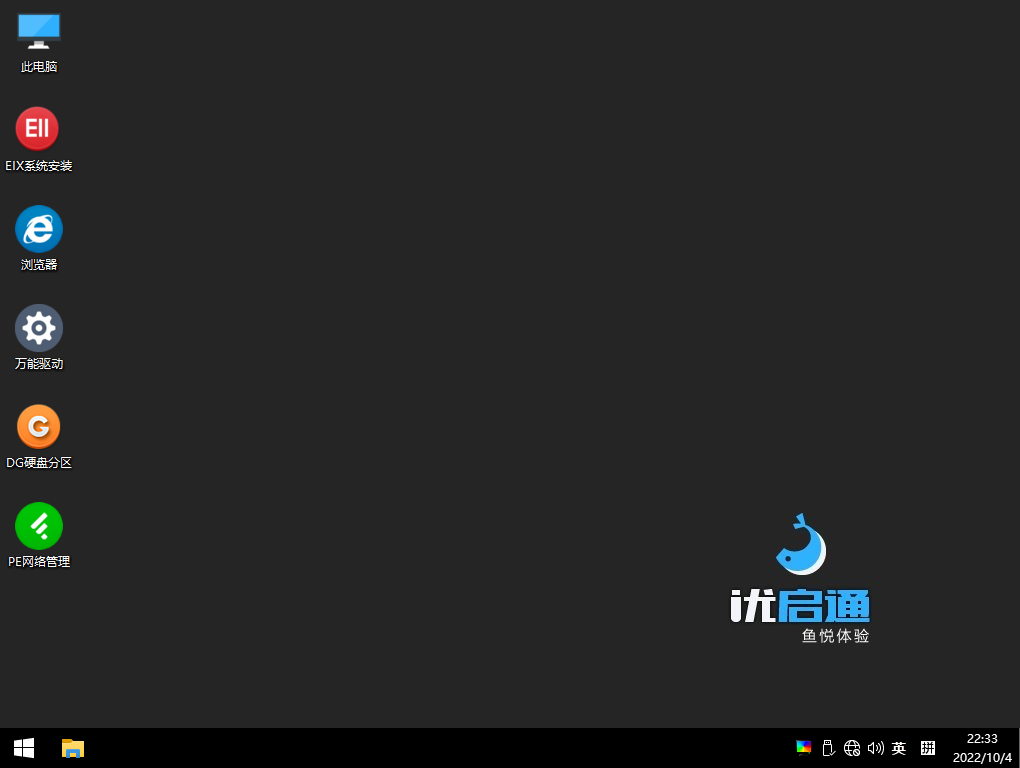 此电脑
EII
EIX系统安装
浏览器
万能驱动
G
DG硬盘分区
PE网络管理
优启通
鱼悦体验
英
拼
22:33
2022/10/4